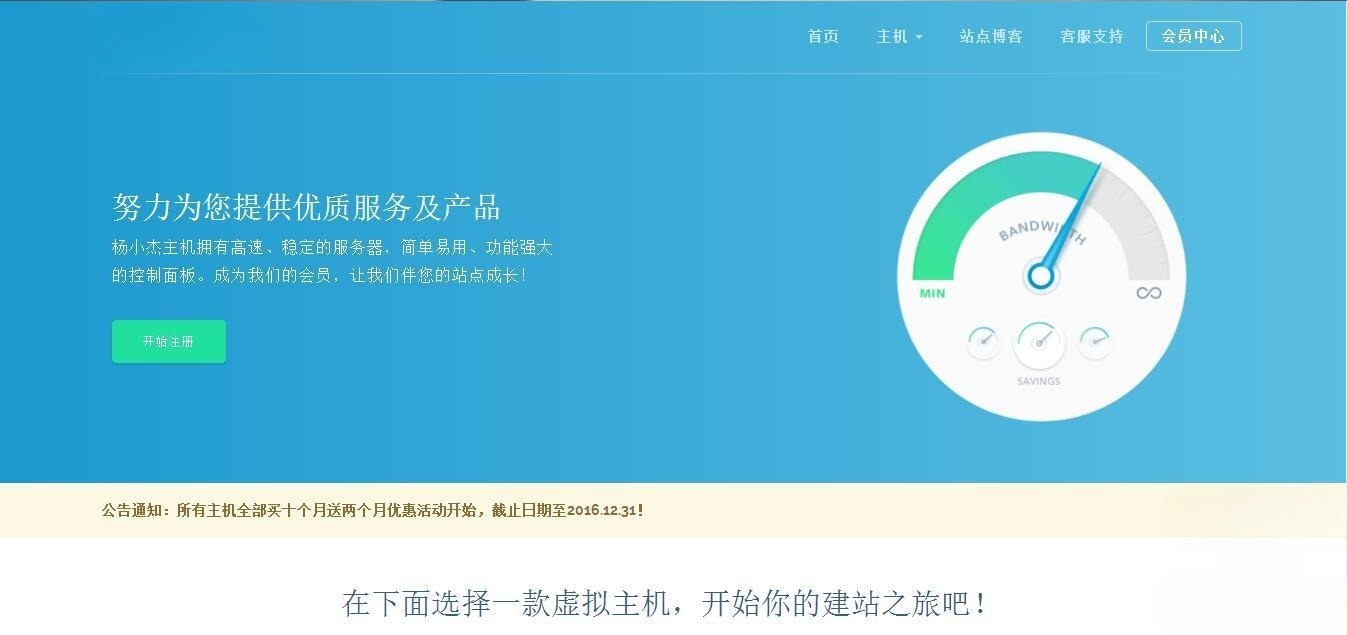 首页 主机 站点博客 客服支持 会员中心
努力为您提供优质服务及产品
杨小杰主机拥有高速、稳定的服务器，简单易用、功能强大
的控制面板。成为我们的会员，让我们伴您的站点成长！
开始注册
BANDWIDTH
MIN ∞
SAVINGS
公告通知：所有主机全部买十个月送两个月优惠活动开始，截止日期至2016.12.31！
在下面选择一款虚拟主机，开始你的建站之旅吧！